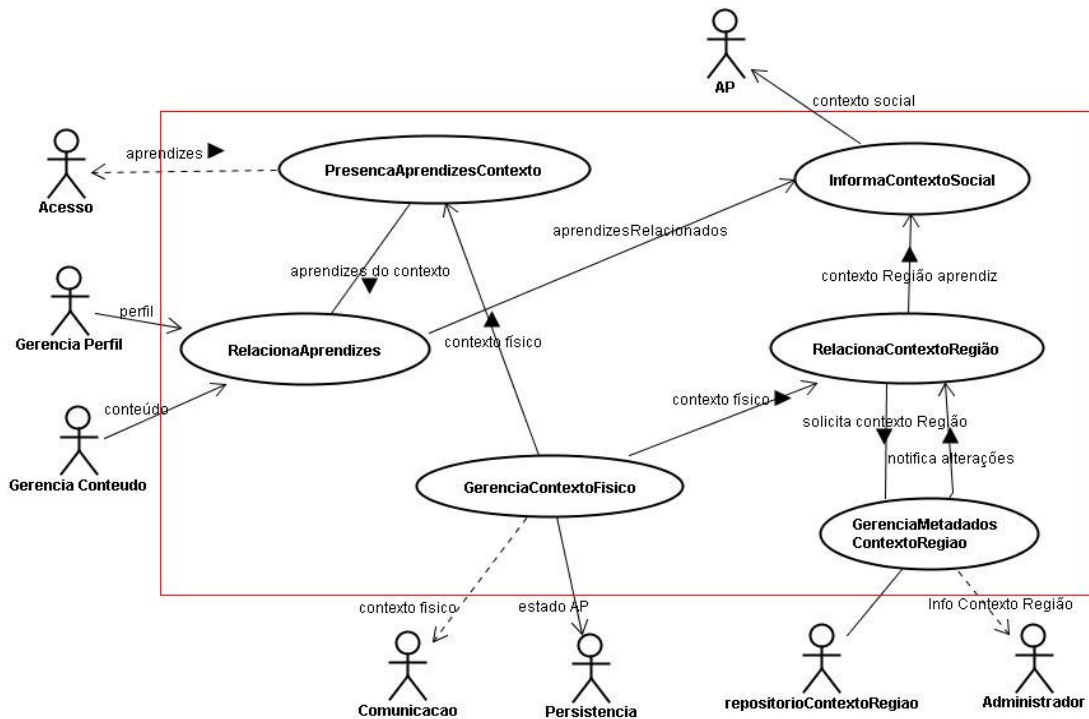 AP
contexto social
aprendizes
Acesso
PresencaAprendizesContexto
InformaContextoSocial
aprendizesRelacionados
aprendizes do contexto
contexto Região aprendiz
perfil
Gerencia Perfil
RelacionaAprendizes
contexto físico
RelacionaContextoRegião
conteúdo
contexto físico
solicita contexto Região
notifica alterações
Gerencia Conteudo
GerenciaContextoFisico
GerenciaMetadados
ContextoRegiao
contexto fisico
estado AP
Info Contexto Região
Comunicacao
Persistencia
repositorioContextoRegiao
Administrador